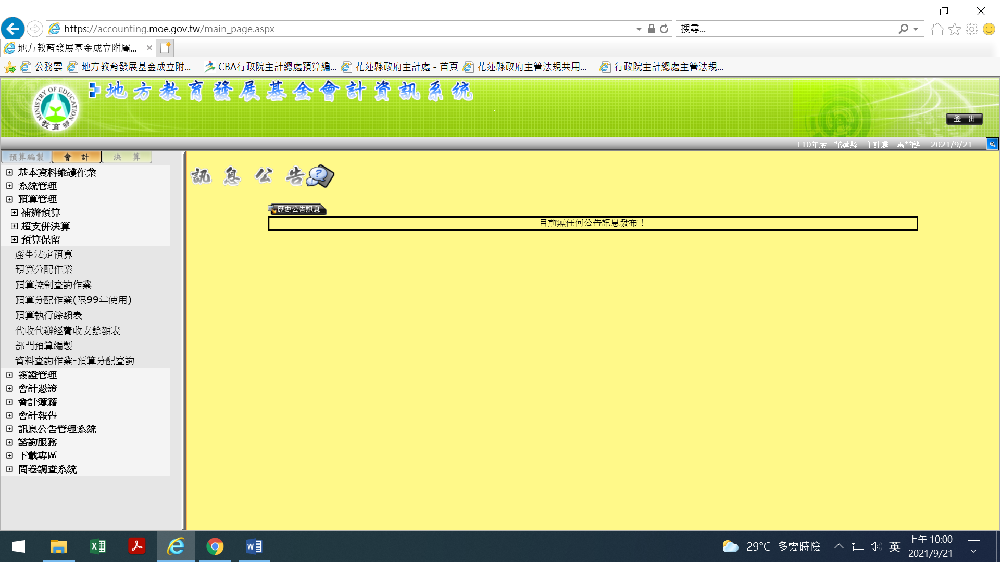 https://accounting.moe.gov.tw/main_page.aspx
搜尋...
地方教育發展基金成立附屬...
公務雲
地方教育發展基金成立附...
CBA行政院主計總處預算編...
花蓮縣政府主計處 - 首頁
花蓮縣政府主管法規共用...
行政院主計總處主管法規...
MINISTRY OF EDUCATION
教育部
地方教育發展基金會計資訊系統
登 出
110年度 花蓮縣 主計處 馬芷麟 2021/9/21
預算編製
會 計
決 算
基本資料維護作業
系統管理
預算管理
補辦預算
超支併決算
預算保留
產生法定預算
預算分配作業
預算控制查詢作業
預算分配作業(限99年使用)
預算執行餘額表
代收代辦經費收支餘額表
部門預算編製
資料查詢作業-預算分配查詢
簽證管理
會計憑證
會計簿籍
會計報告
訊息公告管理系統
諮詢服務
下載專區
問卷調查系統
訊息公告
歷史公告訊息
目前無任何公告訊息發布！
29°C 多雲時陰
英
上午 10:00
2021/9/21